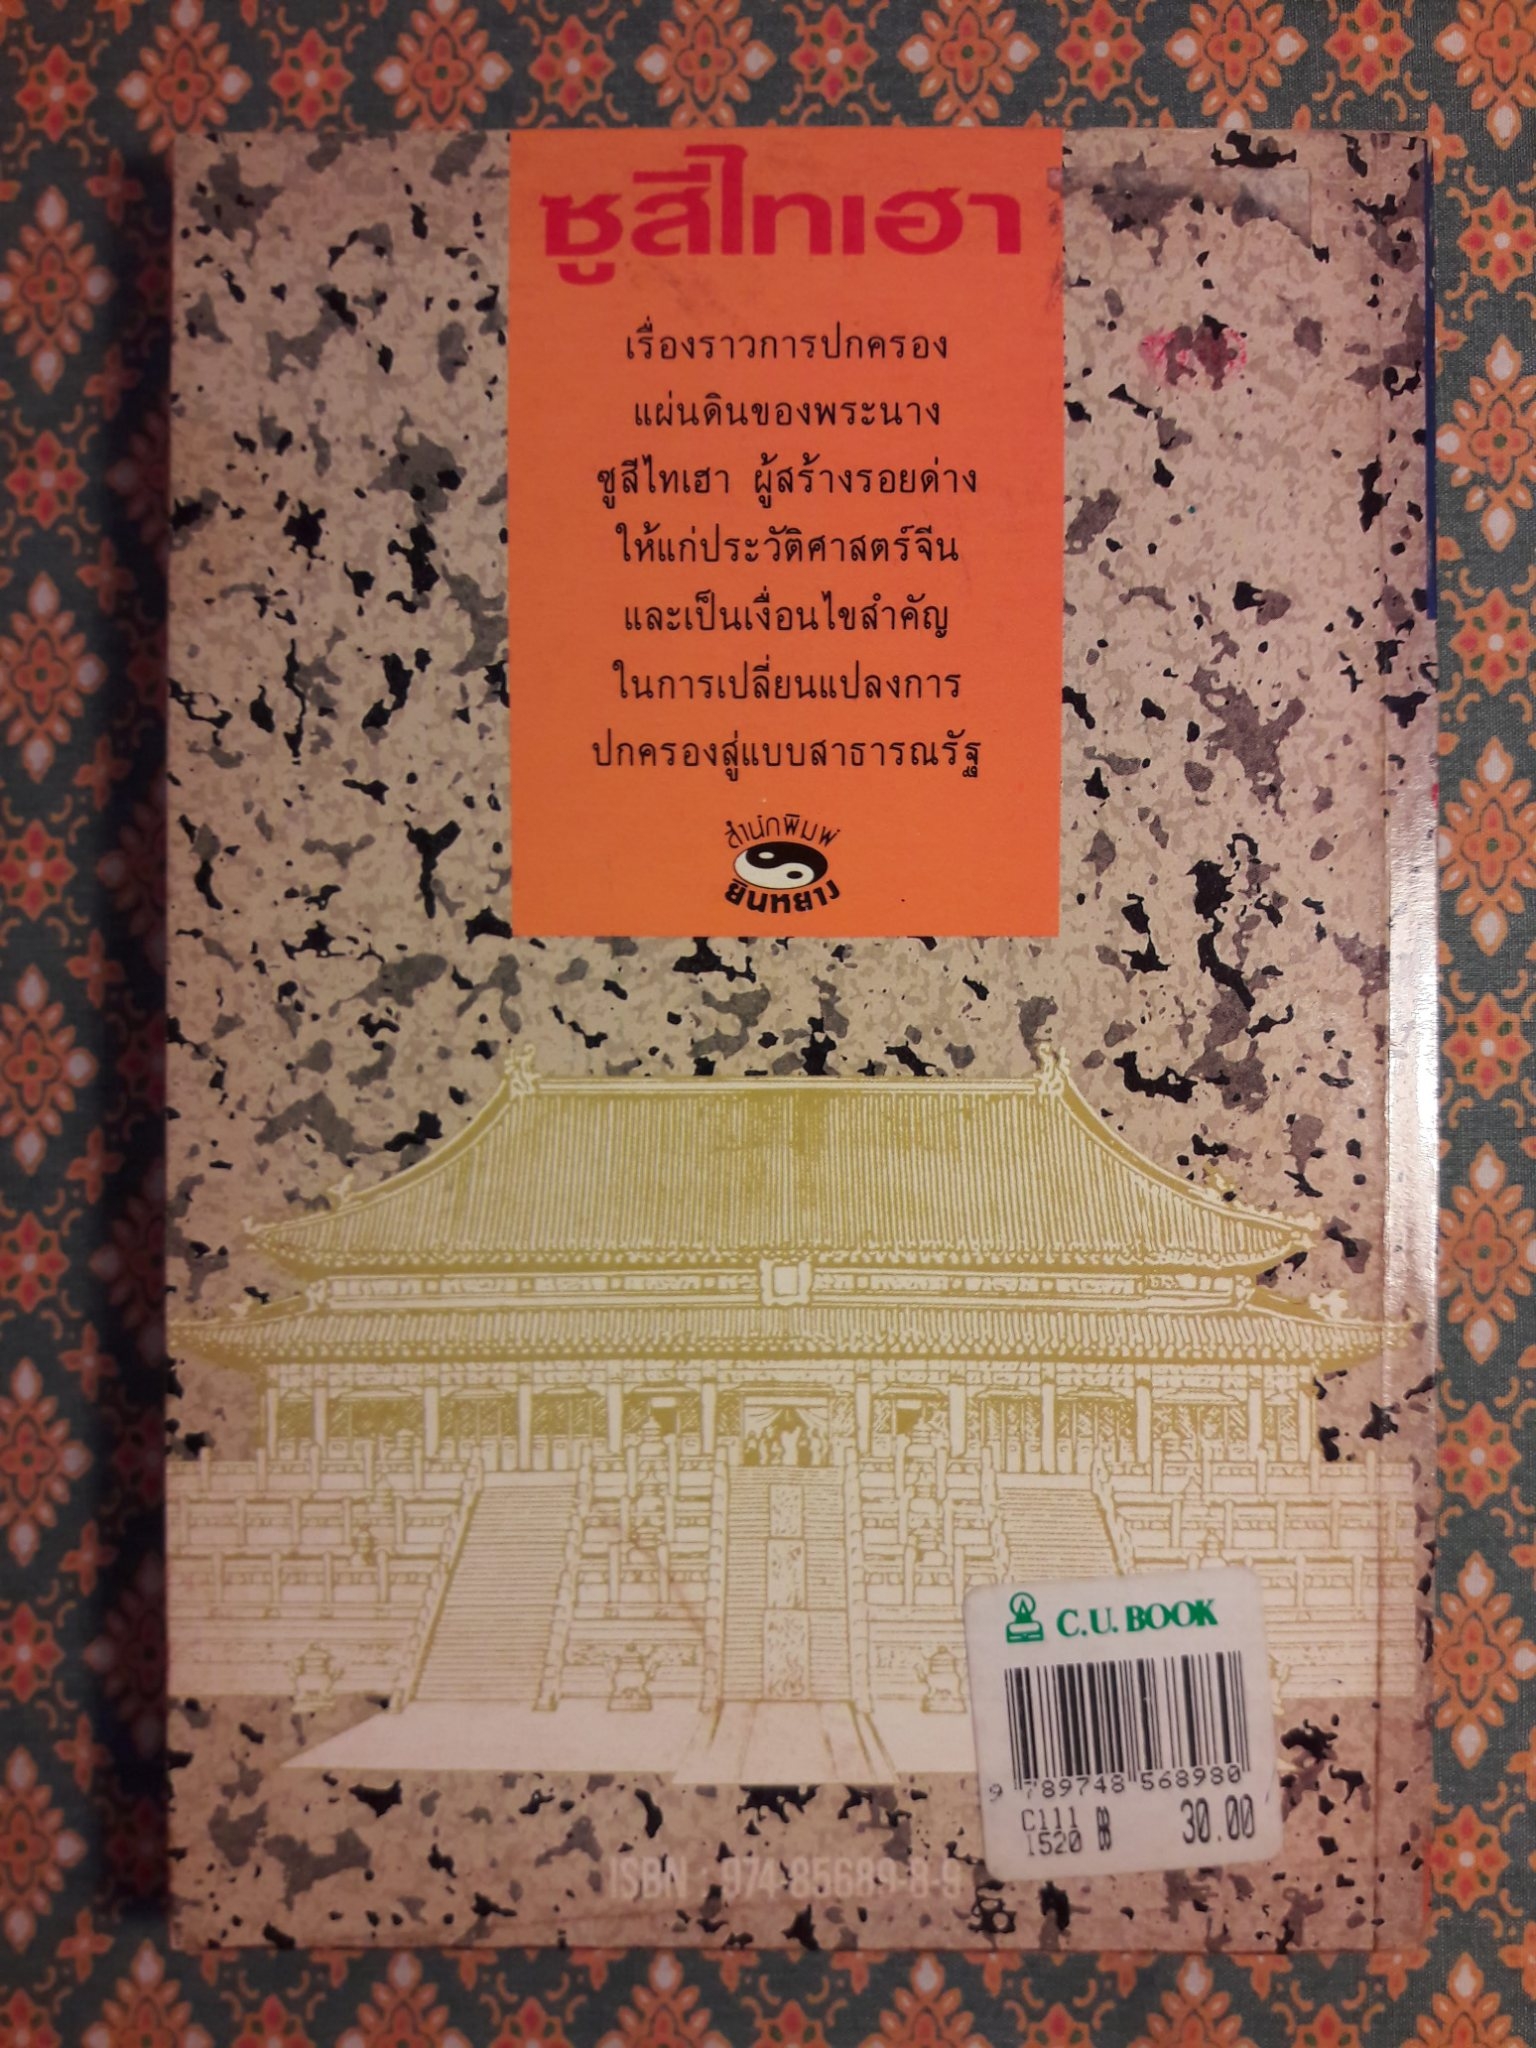 ซูสีไทเฮา
เรื่องราวการปกครอง
แผ่นดินของพระนาง
ซูสีไทเฮา ผู้สร้างรอยด่าง
ให้แก่ประวัติศาสตร์จีน
และเป็นเงื่อนไขสำคัญ
ในการเปลี่ยนแปลงการ
ปกครองสู่แบบสาธารณรัฐ
สำนักพิมพ์
ยินหยาง
C.U. BOOK
9 789748 568980
C111
1520
30.00
ISBN : 974-85689-8-9